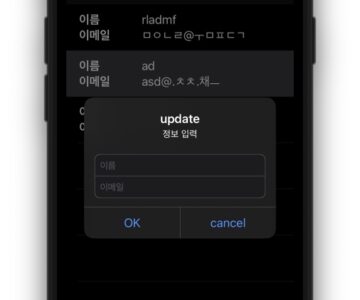 이름 rladmf
이메일 ㅁㅇㄴㄹ@ㅜㅁㅍㄷㄱ
이름 ad
이메일 asd@.ㅊㅊ.채ㅡ
update
정보 입력
이름
이메일
OK cancel